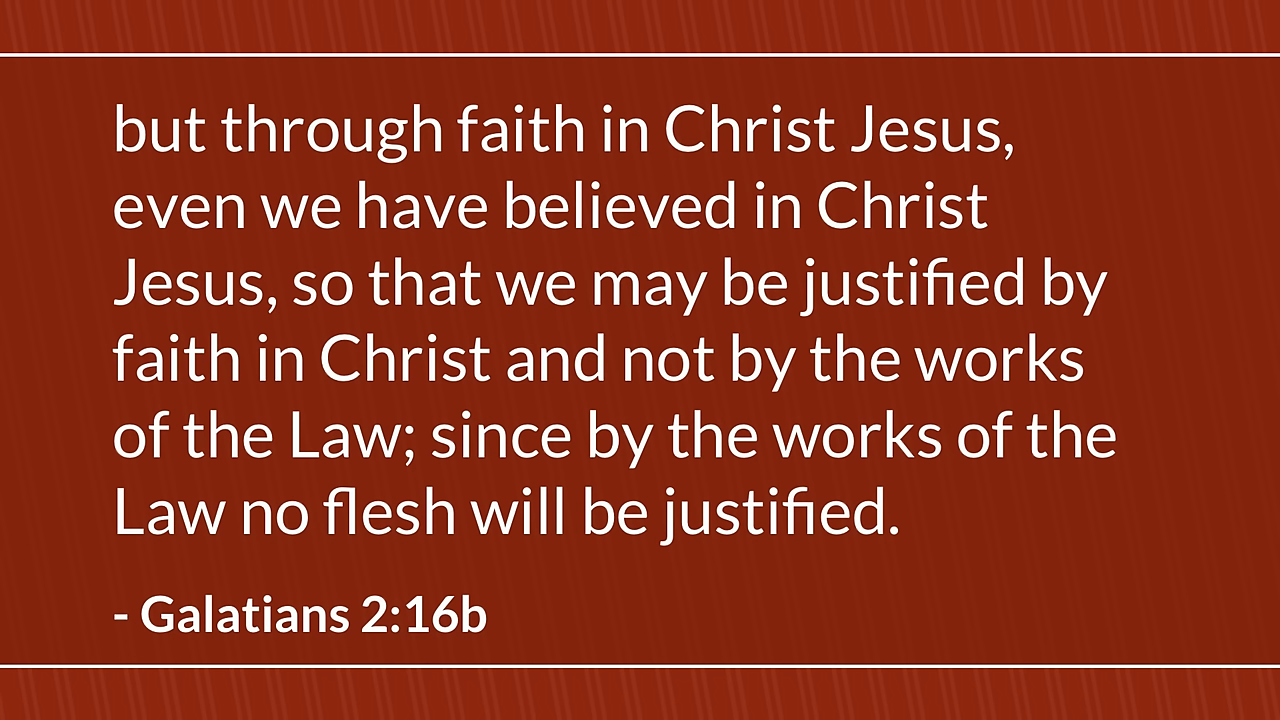 but through faith in Christ Jesus,
even we have believed in Christ
Jesus, so that we may be justified by
faith in Christ and not by the works
of the Law; since by the works of the
Law no flesh will be justified.
- Galatians 2:16b